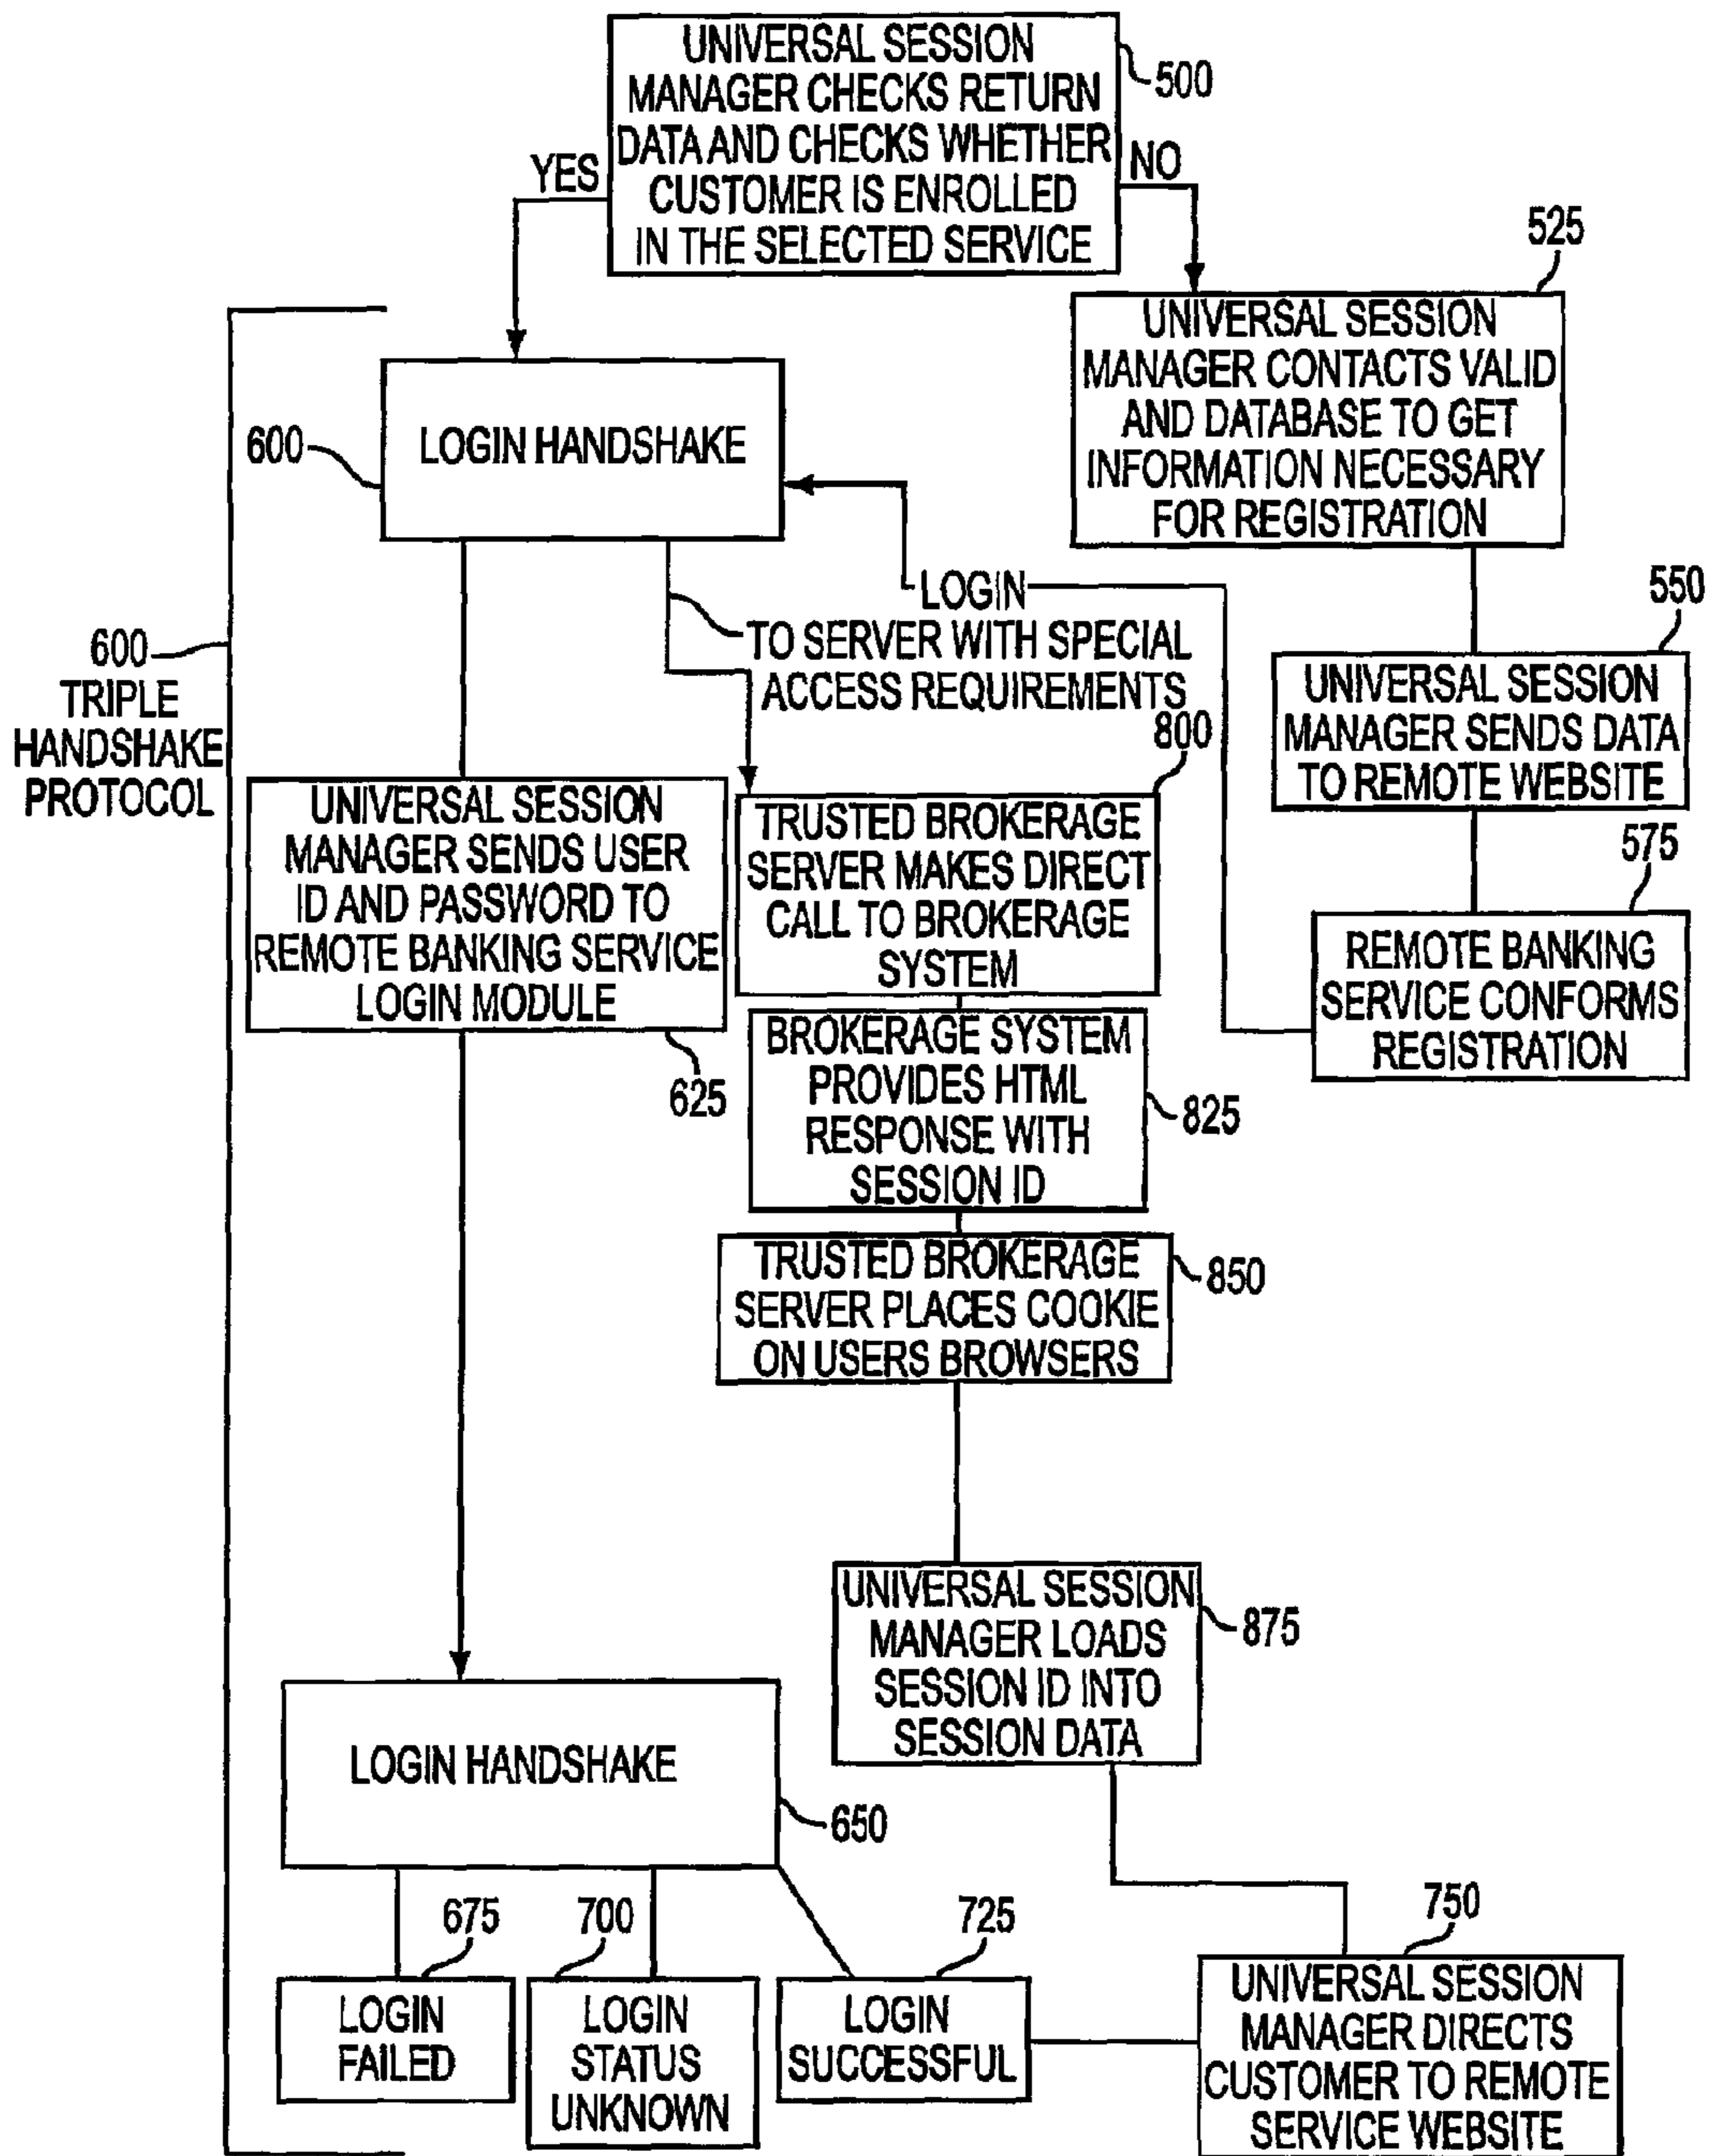 UNIVERSAL SESSION
MANAGER CHECKS RETURN
DATA AND CHECKS WHETHER
CUSTOMER IS ENROLLED
IN THE SELECTED SERVICE
500
YES
NO
525
UNIVERSAL SESSION
MANAGER CONTACTS VALID
AND DATABASE TO GET
INFORMATION NECESSARY
FOR REGISTRATION
600
LOGIN HANDSHAKE
LOGIN
TO SERVER WITH SPECIAL
ACCESS REQUIREMENTS
550
UNIVERSAL SESSION
MANAGER SENDS DATA
TO REMOTE WEBSITE
600
TRIPLE
HANDSHAKE
PROTOCOL
575
REMOTE BANKING
SERVICE CONFORMS
REGISTRATION
UNIVERSAL SESSION
MANAGER SENDS USER
ID AND PASSWORD TO
REMOTE BANKING SERVICE
LOGIN MODULE
625
800
TRUSTED BROKERAGE
SERVER MAKES DIRECT
CALL TO BROKERAGE
SYSTEM
BROKERAGE SYSTEM
PROVIDES HTML
RESPONSE WITH
SESSION ID
825
TRUSTED BROKERAGE
SERVER PLACES COOKIE
ON USERS BROWSERS
850
UNIVERSAL SESSION
MANAGER LOADS
SESSION ID INTO
SESSION DATA
875
LOGIN HANDSHAKE
650
675
LOGIN
FAILED
700
LOGIN
STATUS
UNKNOWN
725
LOGIN
SUCCESSFUL
750
UNIVERSAL SESSION
MANAGER DIRECTS
CUSTOMER TO REMOTE
SERVICE WEBSITE